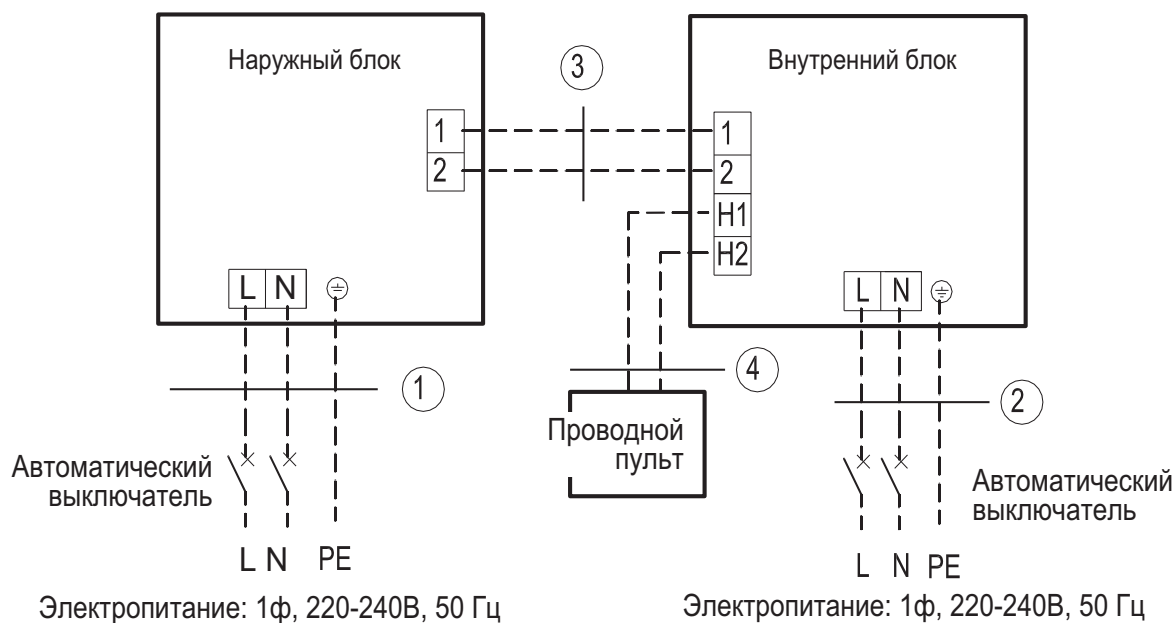 Наружный блок
Внутренний блок
3
1
2
1
2
H1
H2
L N
L N
1
4
2
Проводной
пульт
Автоматический
выключатель
Автоматический
выключатель
L N PE
L N PE
Электропитание: 1ф, 220-240В, 50 Гц
Электропитание: 1ф, 220-240В, 50 Гц